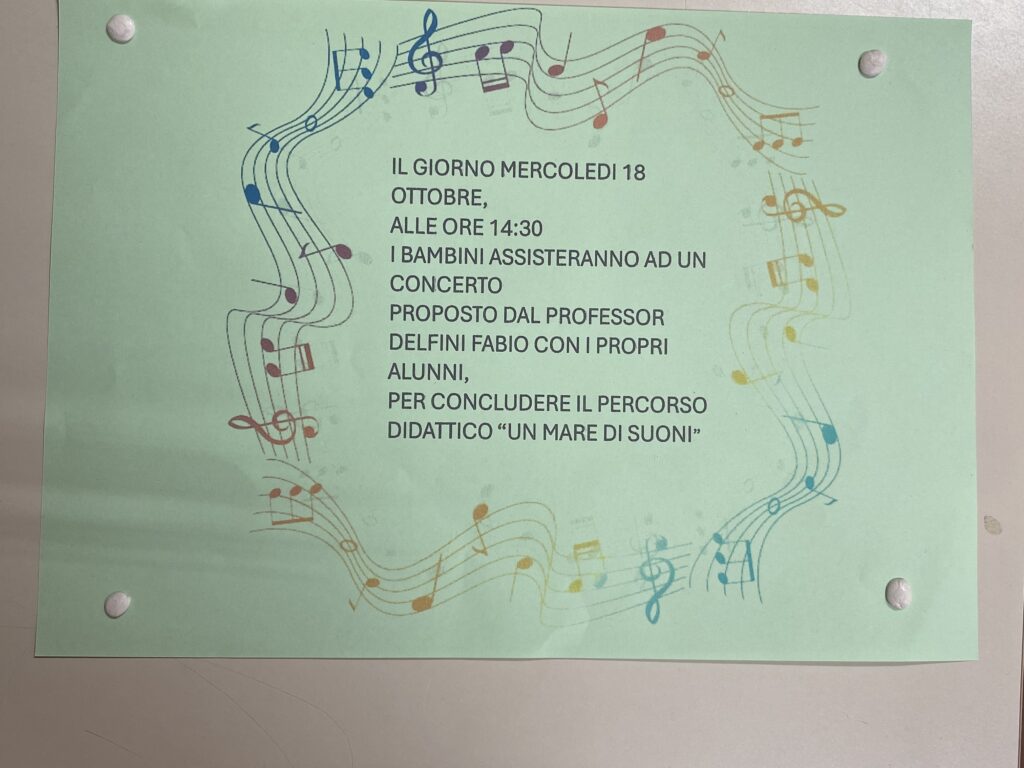 IL GIORNO MERCOLEDI 18
OTTOBRE,
ALLE ORE 14:30
I BAMBINI ASSISTERANNO AD UN
CONCERTO
PROPOSTO DAL PROFESSOR
DELFINI FABIO CON I PROPRI
ALUNNI,
PER CONCLUDERE IL PERCORSO
DIDATTICO “UN MARE DI SUONI”